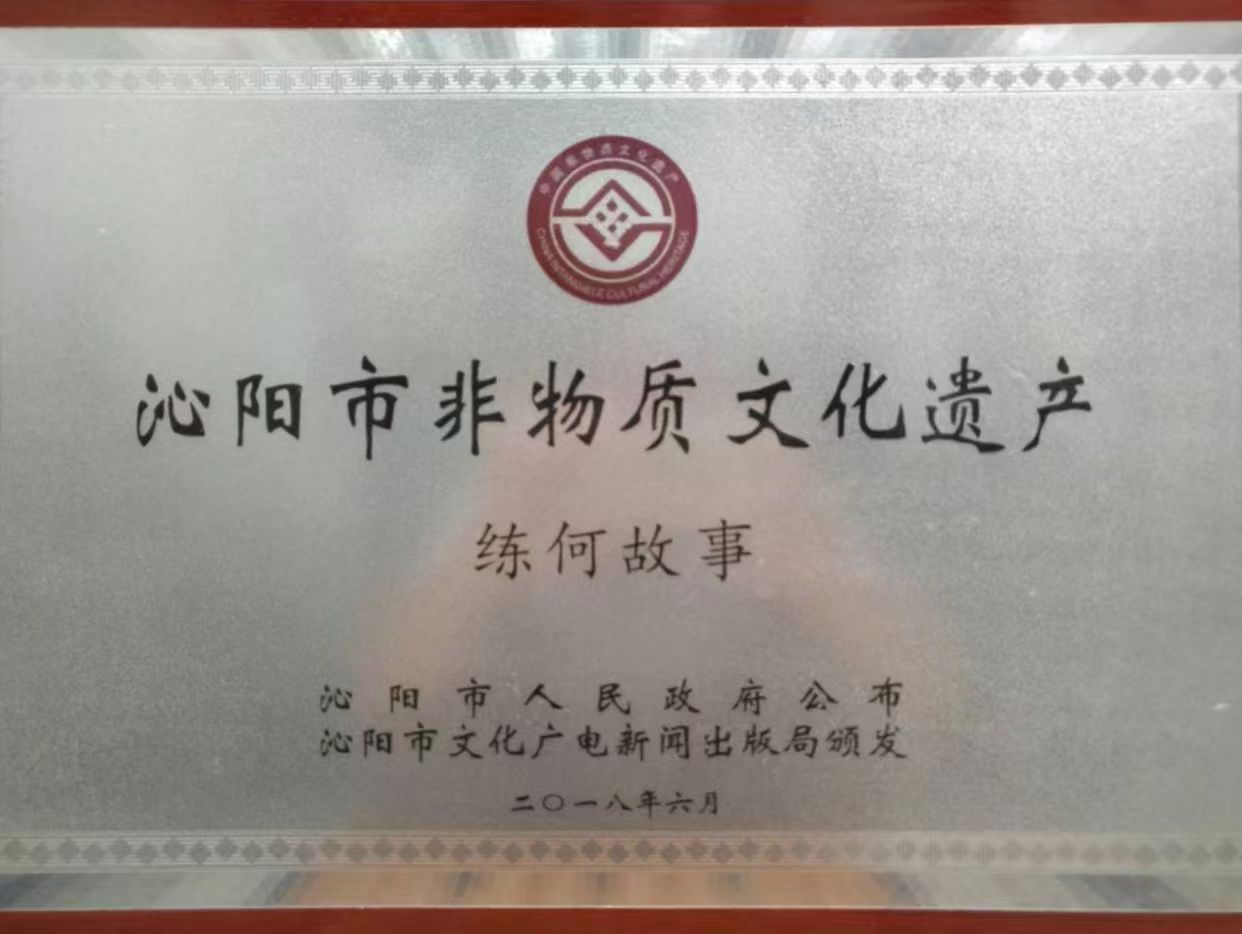 中国非物质文化遗产
CHINA INTANGIBLE CULTURAL HERITAGE
沁阳市非物质文化遗产
练何故事
沁阳市人民政府公布
沁阳市文化广电新闻出版局颁发
二〇一八年六月